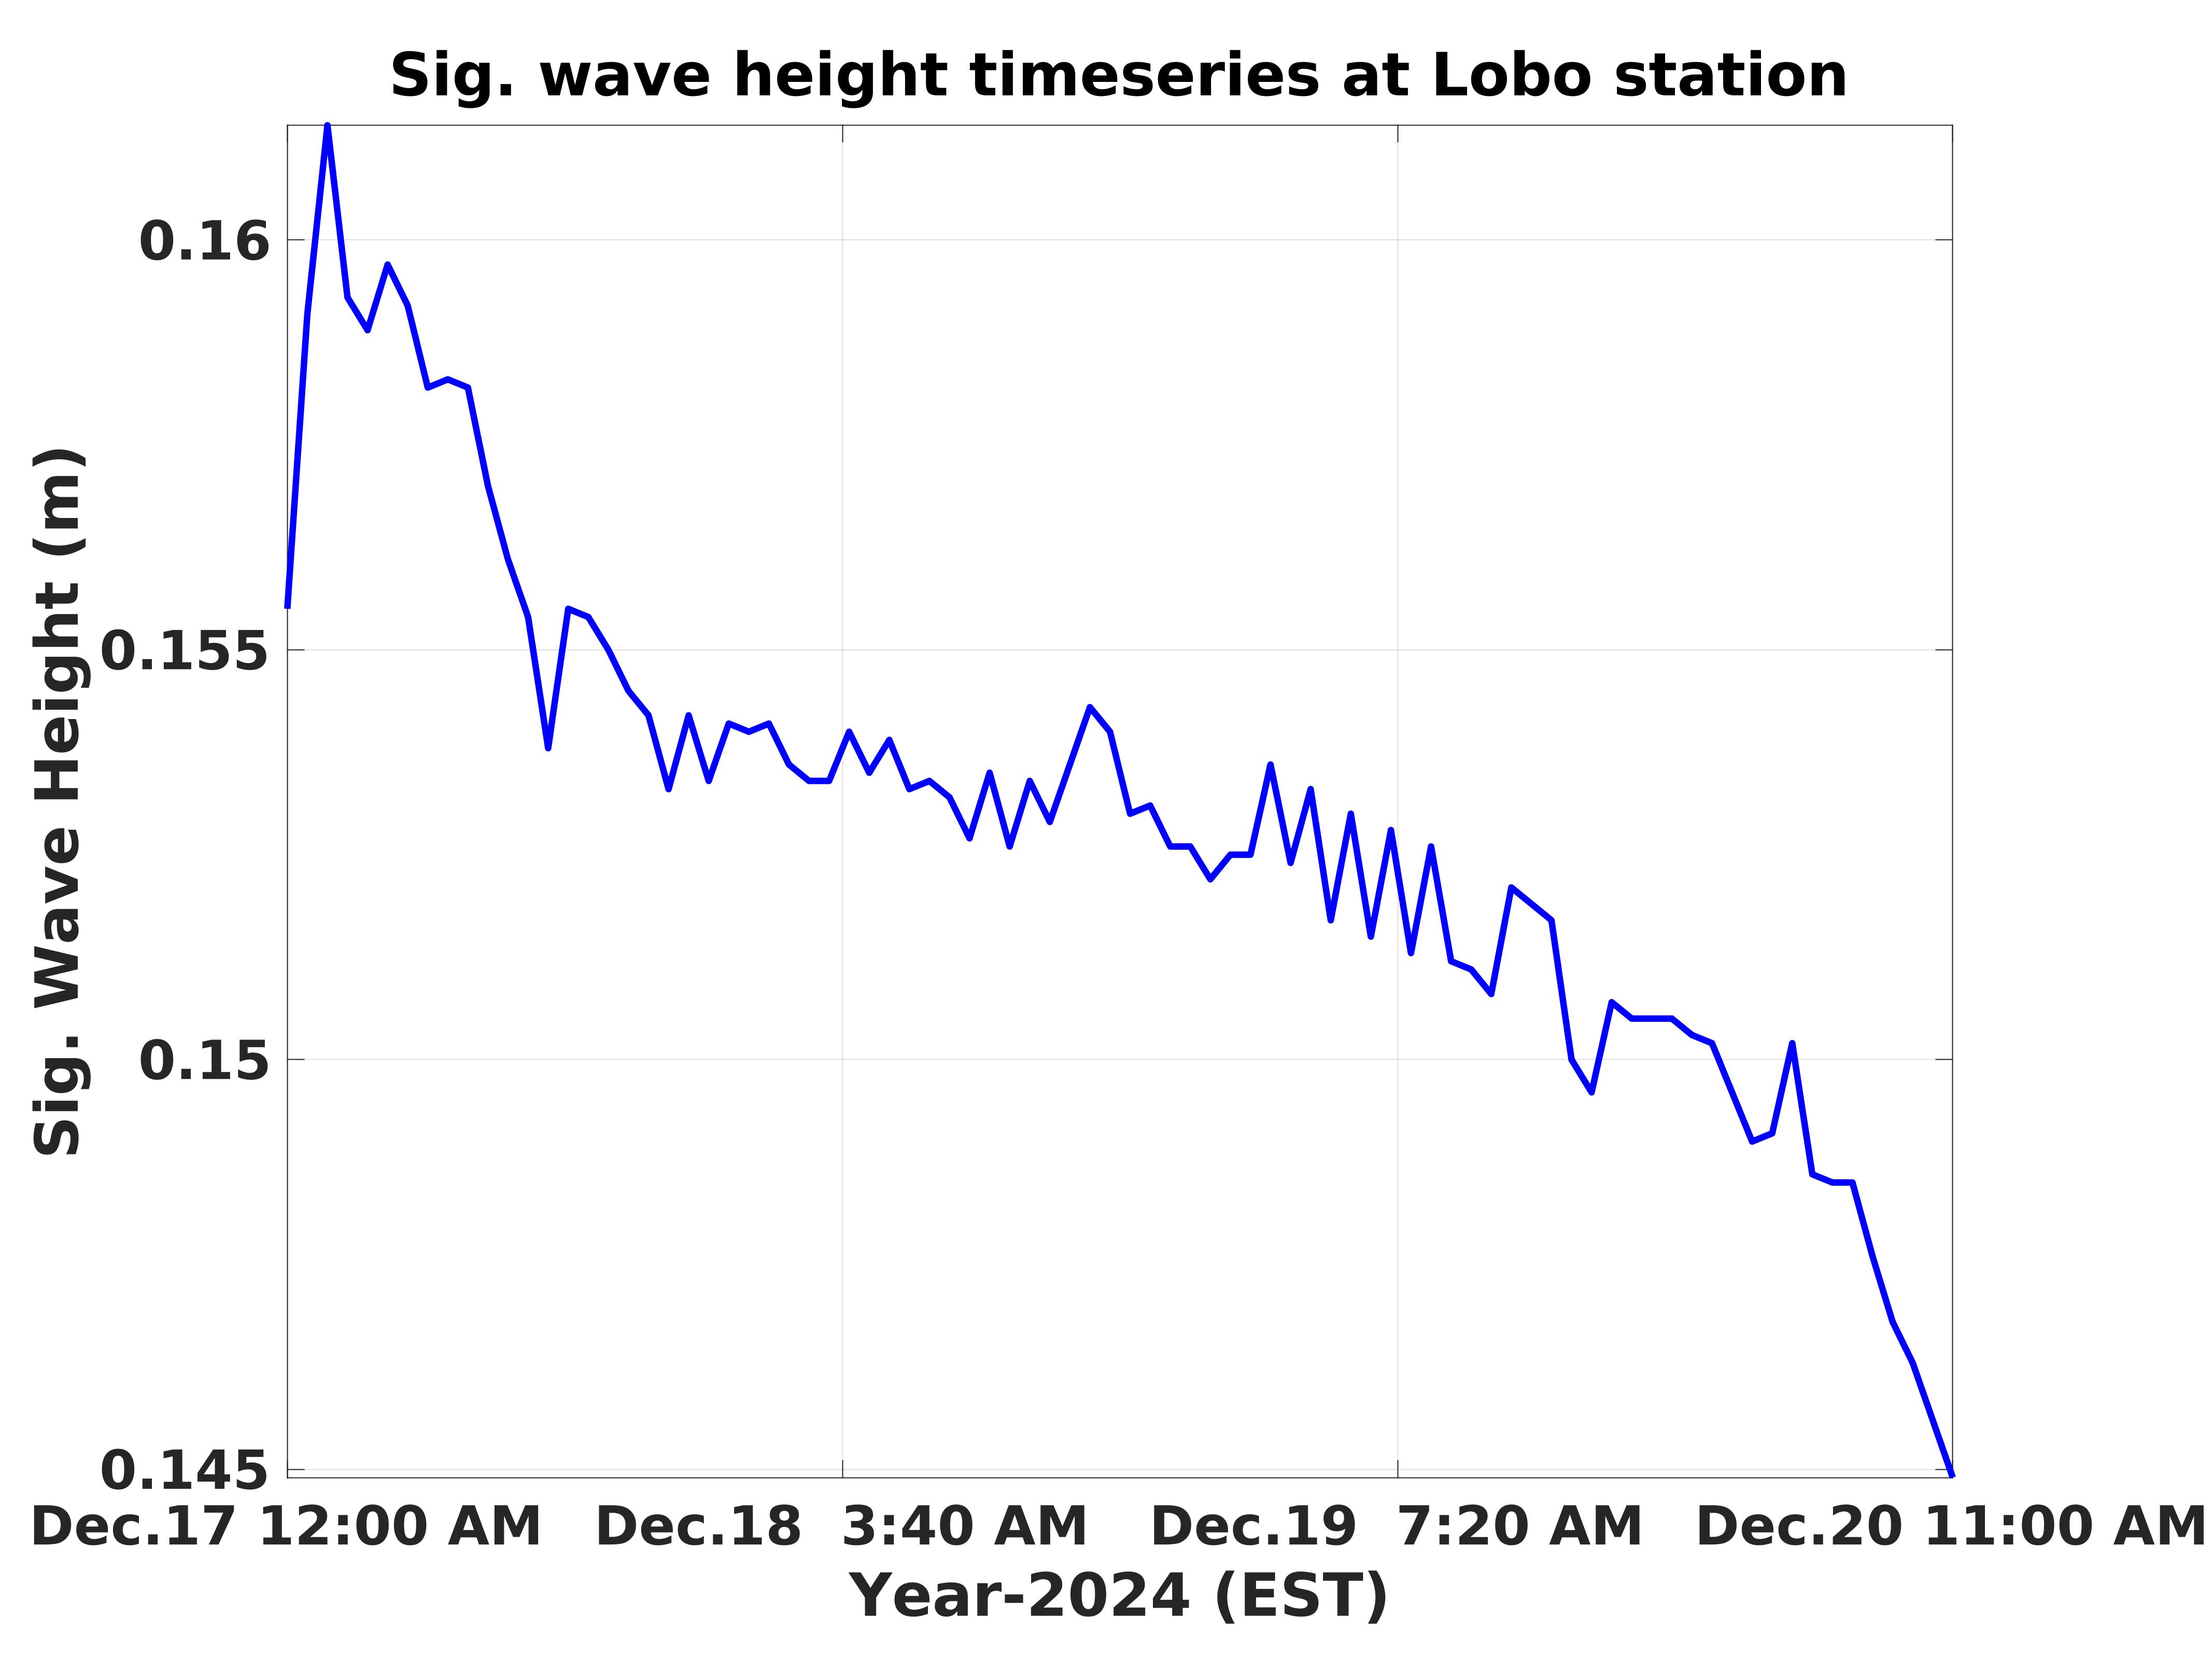 Sig. wave height timeseries at Lobo station
Sig. Wave Height (m)
0.16
0.155
0.15
0.145
Dec.17 12:00 AM Dec.18 3:40 AM Dec.19 7:20 AM Dec.20 11:00 AM
Year-2024 (EST)